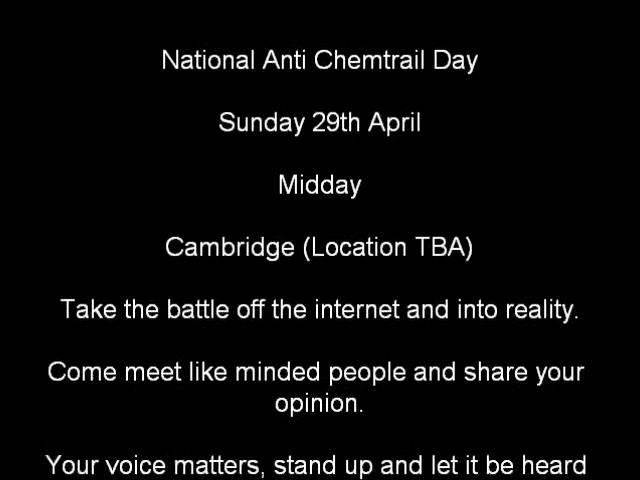 National Anti Chemtrail Day
Sunday 29th April
Midday
Cambridge (Location TBA)
Take the battle off the internet and into reality.
Come meet like minded people and share your
opinion.
Your voice matters, stand up and let it be heard